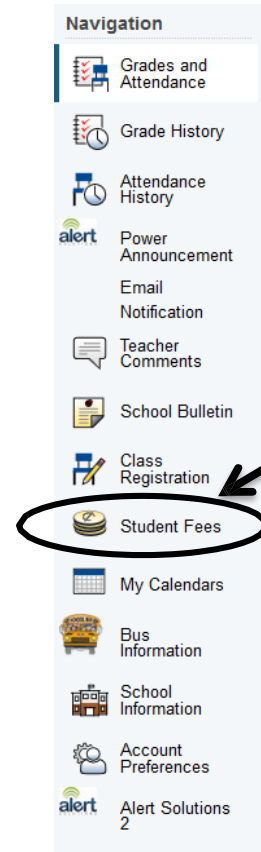 Navigation
Grades and
Attendance
Grade History
Attendance
History
alert
Power
Announcement
Email
Notification
Teacher
Comments
School Bulletin
Class
Registration
Student Fees
My Calendars
Bus
Information
School
Information
Account
Preferences
alert
Alert Solutions
2